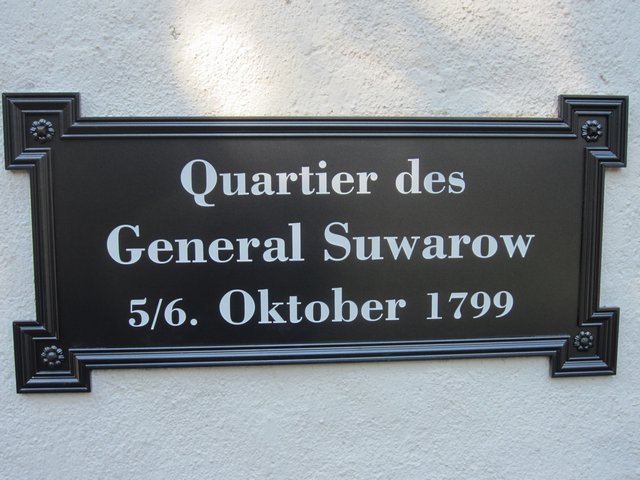 Quartier des
General Suwarow
5/6. Oktober 1799